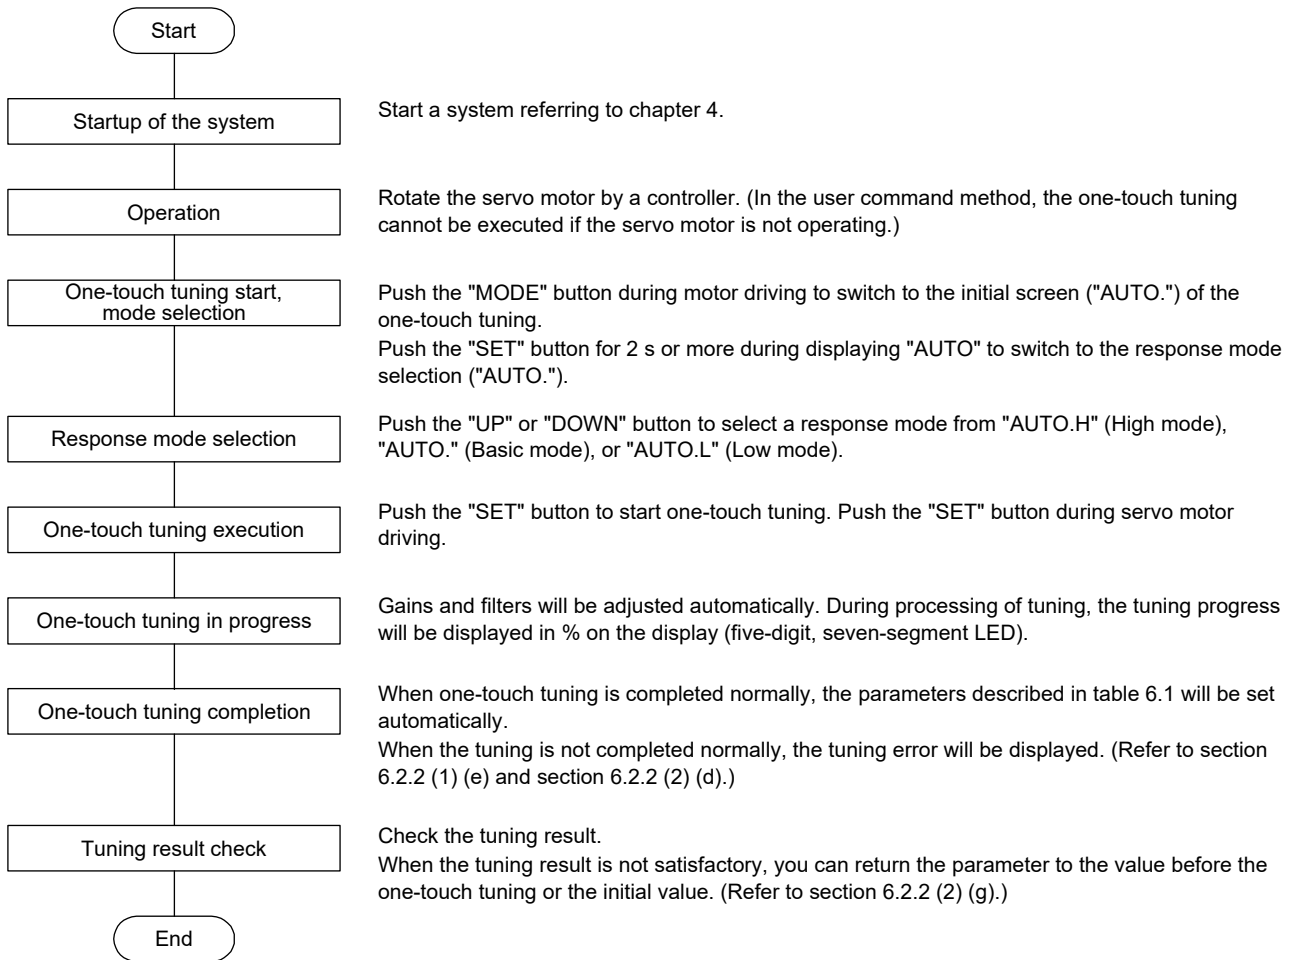 Start
Startup of the system
Start a system referring to chapter 4.
Operation
Rotate the servo motor by a controller. (In the user command method, the one-touch tuning
cannot be executed if the servo motor is not operating.)
One-touch tuning start,
mode selection
Push the "MODE" button during motor driving to switch to the initial screen ("AUTO.") of the
one-touch tuning.
Push the "SET" button for 2 s or more during displaying "AUTO" to switch to the response mode
selection ("AUTO.").
Response mode selection
Push the "UP" or "DOWN" button to select a response mode from "AUTO.H" (High mode),
"AUTO." (Basic mode), or "AUTO.L" (Low mode).
One-touch tuning execution
Push the "SET" button to start one-touch tuning. Push the "SET" button during servo motor
driving.
One-touch tuning in progress
Gains and filters will be adjusted automatically. During processing of tuning, the tuning progress
will be displayed in % on the display (five-digit, seven-segment LED).
One-touch tuning completion
When one-touch tuning is completed normally, the parameters described in table 6.1 will be set
automatically.
When the tuning is not completed normally, the tuning error will be displayed. (Refer to section
6.2.2 (1) (e) and section 6.2.2 (2) (d).)
Tuning result check
Check the tuning result.
When the tuning result is not satisfactory, you can return the parameter to the value before the
one-touch tuning or the initial value. (Refer to section 6.2.2 (2) (g).)
End